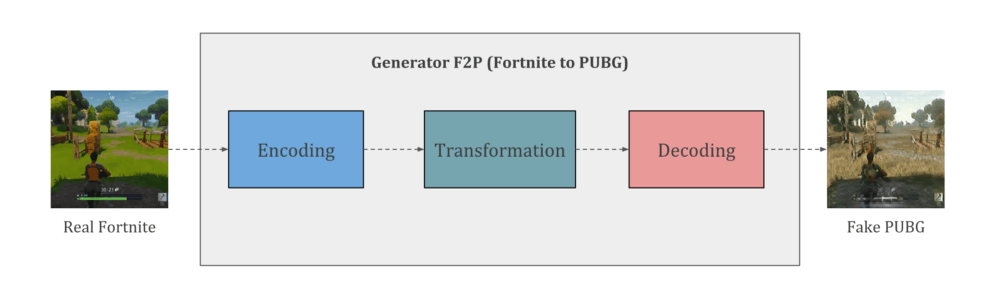 Generator F2P (Fortnite to PUBG)
Encoding
Transformation
Decoding
Real Fortnite
Fake PUBG